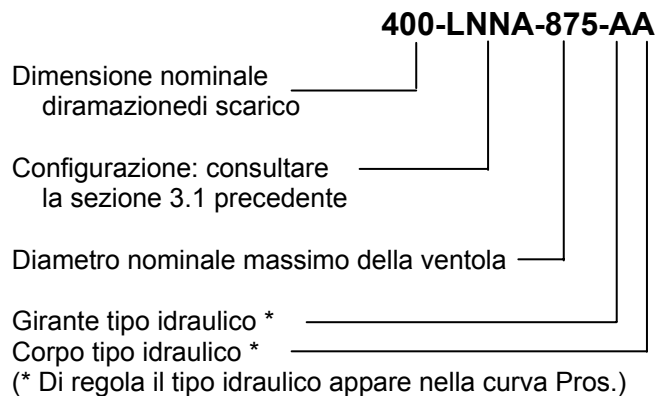 400-LNNA-875-AA
Dimensione nominale
diramazionedi scarico
Configurazione: consultare
la sezione 3.1 precedente
Diametro nominale massimo della ventola
Girante tipo idraulico *
Corpo tipo idraulico *
(* Di regola il tipo idraulico appare nella curva Pros.)